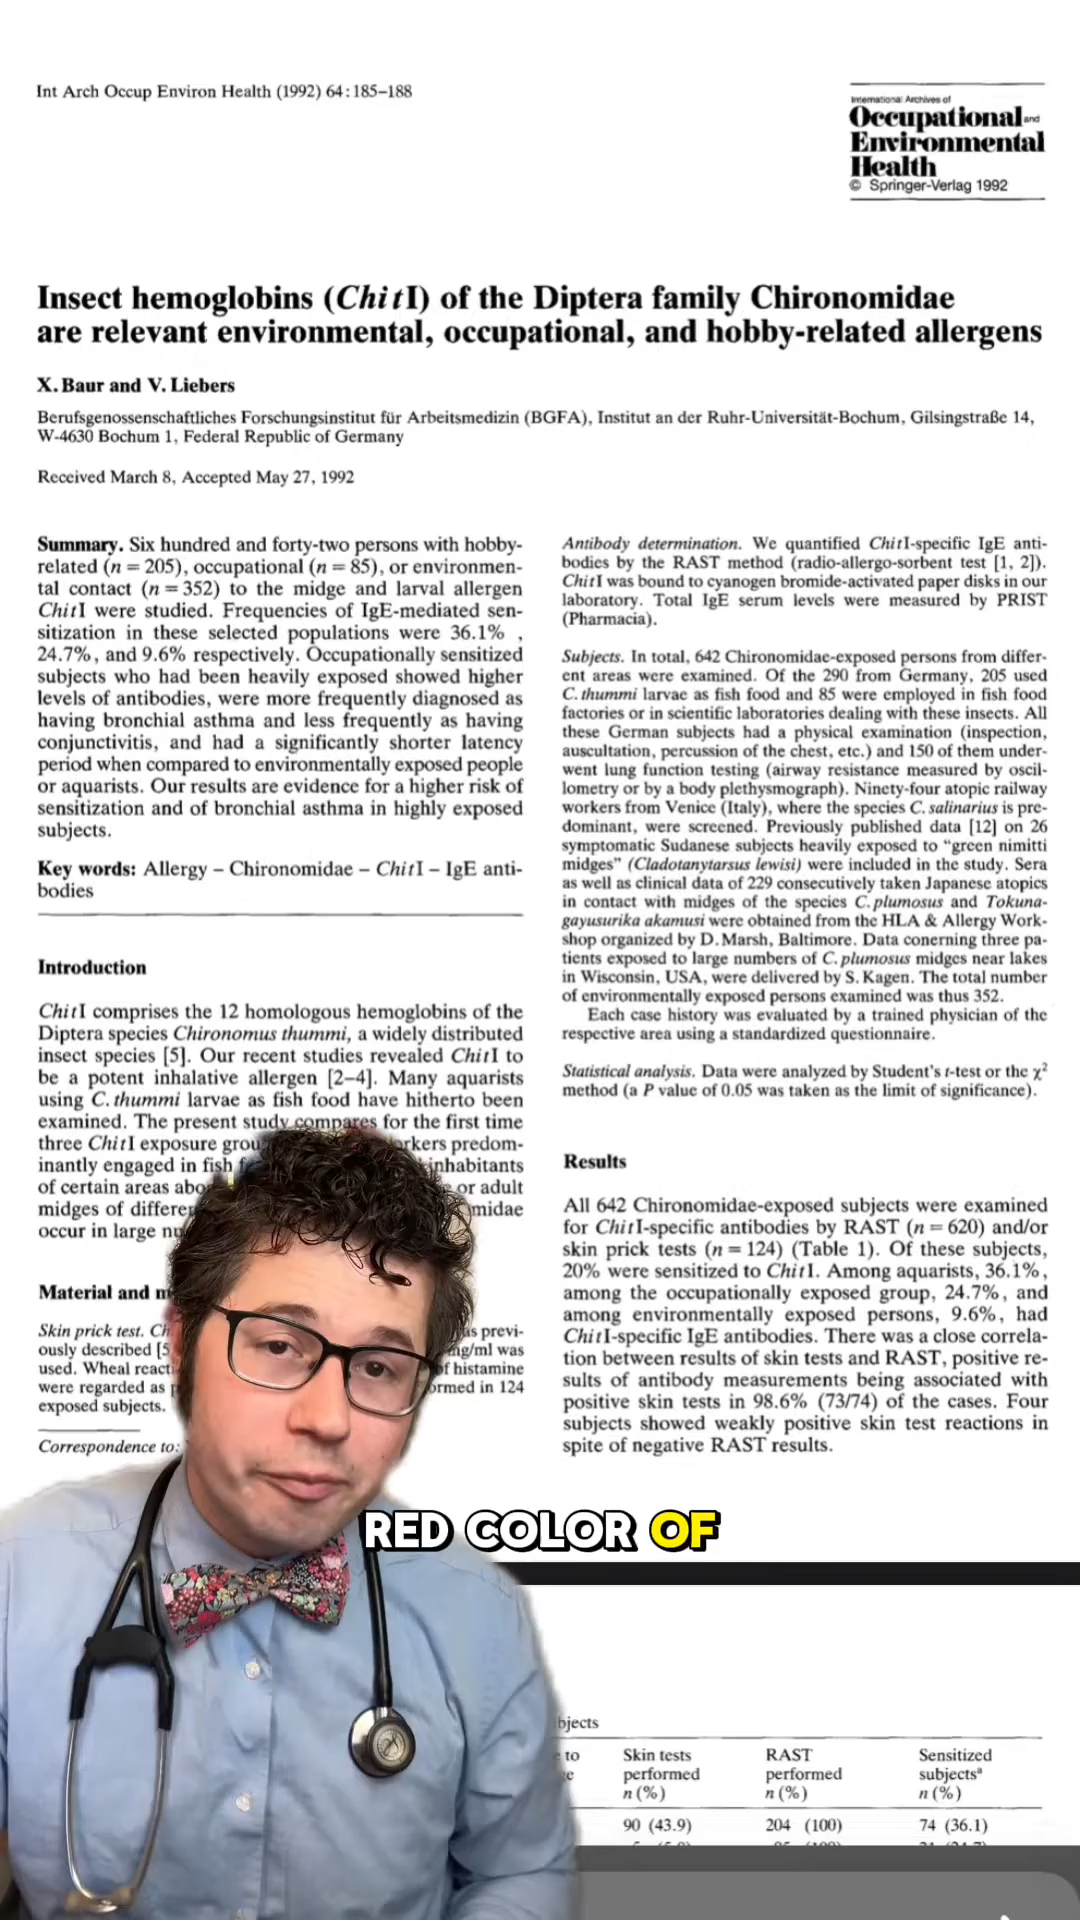 Int Arch Occup Environ Health (1992) 64:185–188
International Archives of
Occupational and
Environmental
Health
© Springer-Verlag 1992
Insect hemoglobins (Chi t I) of the Diptera family Chironomidae
are relevant environmental, occupational, and hobby-related allergens
X. Baur and V. Liebers
Berufsgenossenschaftliches Forschungsinstitut für Arbeitsmedizin (BGFA), Institut an der Ruhr-Universität-Bochum, Gilsingstraße 14,
W-4630 Bochum 1, Federal Republic of Germany
Received March 8, Accepted May 27, 1992
Summary. Six hundred and forty-two persons with hobby-
related (n = 205), occupational (n = 85), or environmen-
tal contact (n = 352) to the midge and larval allergen
Chi t I were studied. Frequencies of IgE-mediated sen-
sitization in these selected populations were 36.1% ,
24.7%, and 9.6% respectively. Occupationally sensitized
subjects who had been heavily exposed showed higher
levels of antibodies, were more frequently diagnosed as
having bronchial asthma and less frequently as having
conjunctivitis, and had a significantly shorter latency
period when compared to environmentally exposed people
or aquarists. Our results are evidence for a higher risk of
sensitization and of bronchial asthma in highly exposed
subjects.
Key words: Allergy – Chironomidae – Chi t I – IgE anti-
bodies
Introduction
Chi t I comprises the 12 homologous hemoglobins of the
Diptera species Chironomus thummi, a widely distributed
insect species [5]. Our recent studies revealed Chi t I to
be a potent inhalative allergen [2–4]. Many aquarists
using C. thummi larvae as fish food have hitherto been
examined. The present study compares for the first time
three Chi t I exposure grou rkers predom-
inantly engaged in fish f inhabitants
of certain areas abo or adult
midges of differe midae
occur in large nu
Material and m
Skin prick test. Ch as previ-
ously described [5 mg/ml was
used. Wheal reacti of histamine
were regarded as p ormed in 124
exposed subjects.
Correspondence to:
Antibody determination. We quantified Chi t I-specific IgE anti-
bodies by the RAST method (radio-allergo-sorbent test [1, 2]).
Chi t I was bound to cyanogen bromide-activated paper disks in our
laboratory. Total IgE serum levels were measured by PRIST
(Pharmacia).
Subjects. In total, 642 Chironomidae-exposed persons from differ-
ent areas were examined. Of the 290 from Germany, 205 used
C. thummi larvae as fish food and 85 were employed in fish food
factories or in scientific laboratories dealing with these insects. All
these German subjects had a physical examination (inspection,
auscultation, percussion of the chest, etc.) and 150 of them under-
went lung function testing (airway resistance measured by oscil-
lometry or by a body plethysmograph). Ninety-four atopic railway
workers from Venice (Italy), where the species C. salinarius is pre-
dominant, were screened. Previously published data [12] on 26
symptomatic Sudanese subjects heavily exposed to “green nimitti
midges” (Cladotanytarsus lewisi) were included in the study. Sera
as well as clinical data of 229 consecutively taken Japanese atopics
in contact with midges of the species C. plumosus and Tokuna-
gayusurika akamusi were obtained from the HLA & Allergy Work-
shop organized by D. Marsh, Baltimore. Data conerning three pa-
tients exposed to large numbers of C. plumosus midges near lakes
in Wisconsin, USA, were delivered by S. Kagen. The total number
of environmentally exposed persons examined was thus 352.
Each case history was evaluated by a trained physician of the
respective area using a standardized questionnaire.
Statistical analysis. Data were analyzed by Student's t-test or the χ²
method (a P value of 0.05 was taken as the limit of significance).
Results
All 642 Chironomidae-exposed subjects were examined
for Chi t I-specific antibodies by RAST (n = 620) and/or
skin prick tests (n = 124) (Table 1). Of these subjects,
20% were sensitized to Chi t I. Among aquarists, 36.1%,
among the occupationally exposed group, 24.7%, and
among environmentally exposed persons, 9.6%, had
Chi t I-specific IgE antibodies. There was a close correla-
tion between results of skin tests and RAST, positive re-
sults of antibody measurements being associated with
positive skin tests in 98.6% (73/74) of the cases. Four
subjects showed weakly positive skin test reactions in
spite of negative RAST results.
RED COLOR OF
bjects
to Skin tests RAST Sensitized
e performed performed subjectsᵃ
n (%) n (%) n (%)
90 (43.9) 204 (100) 74 (36.1)